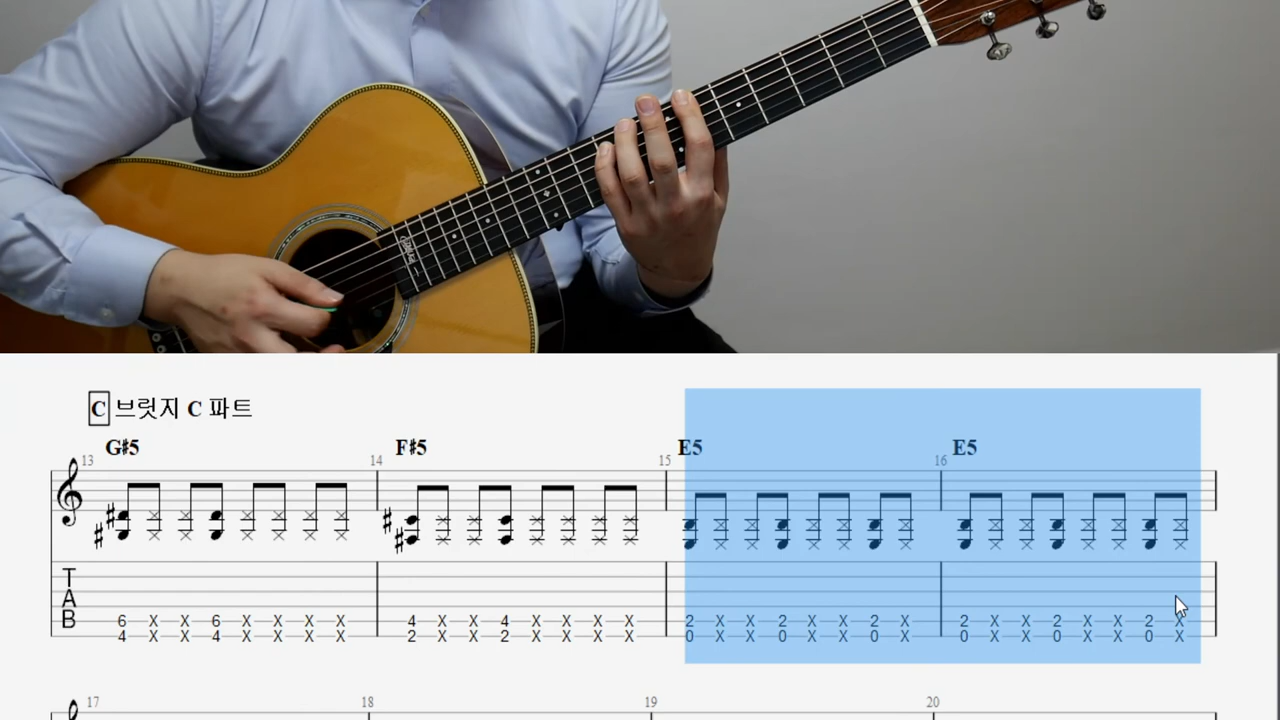 C 브릿지 C 파트
G#5 F#5 E5 E5
13 14 15 16
T
A
B
6 X X 6 X X X X 4 X X 4 X X X X 2 X X 2 X X 2 X 2 X X 2 X X 2 X
4 X X 4 X X X X 2 X X 2 X X X X 0 X X 0 X X 0 X 0 X X 0 X X 0 X
17 18 19 20